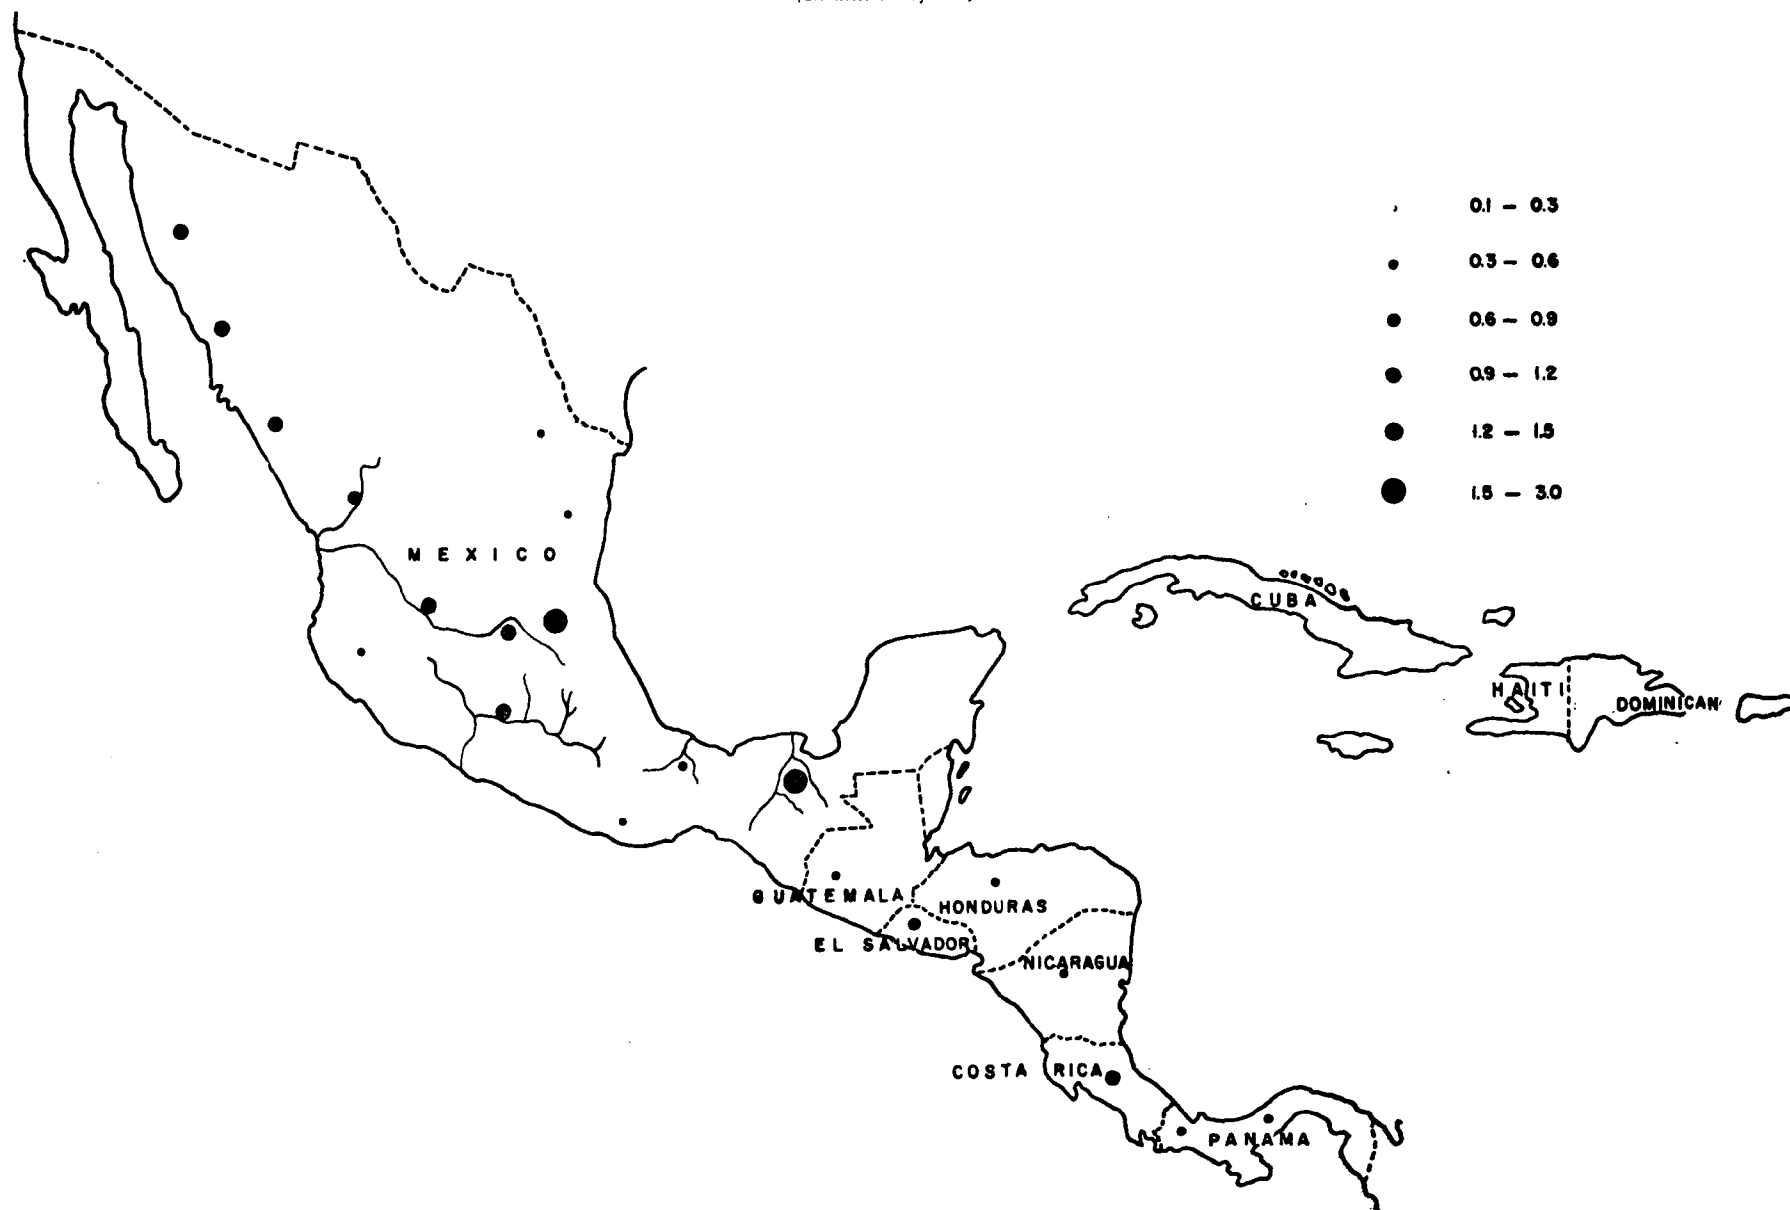 0.1 – 0.3
0.3 – 0.6
0.6 – 0.9
0.9 – 1.2
1.2 – 1.5
1.5 – 3.0
MEXICO
CUBA
HAITI
DOMINICAN
GUATEMALA
HONDURAS
EL SALVADOR
NICARAGUA
COSTA RICA
PANAMA